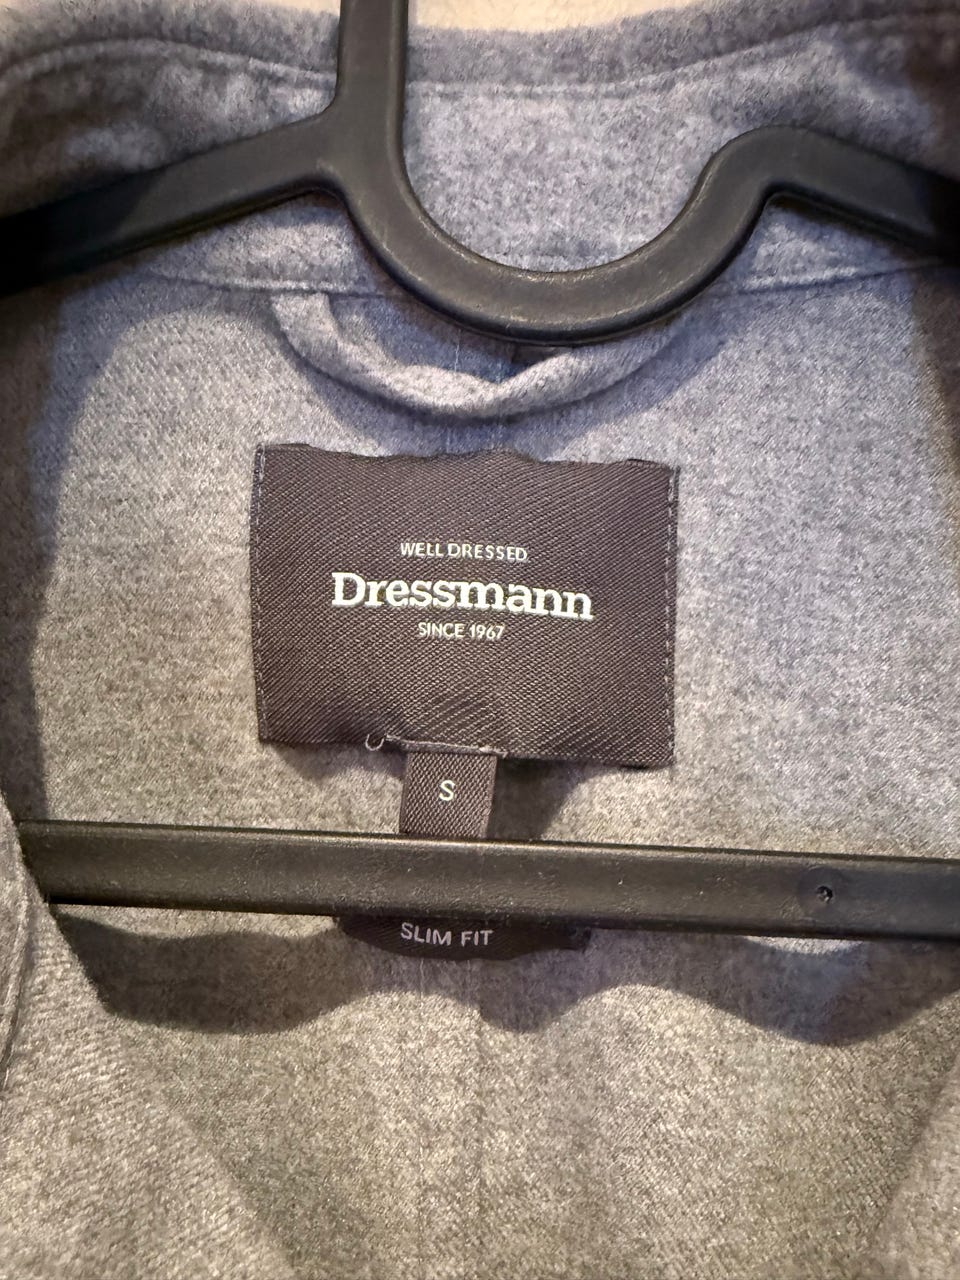 WELL DRESSED
Dressmann
SINCE 1967
S
SLIM FIT